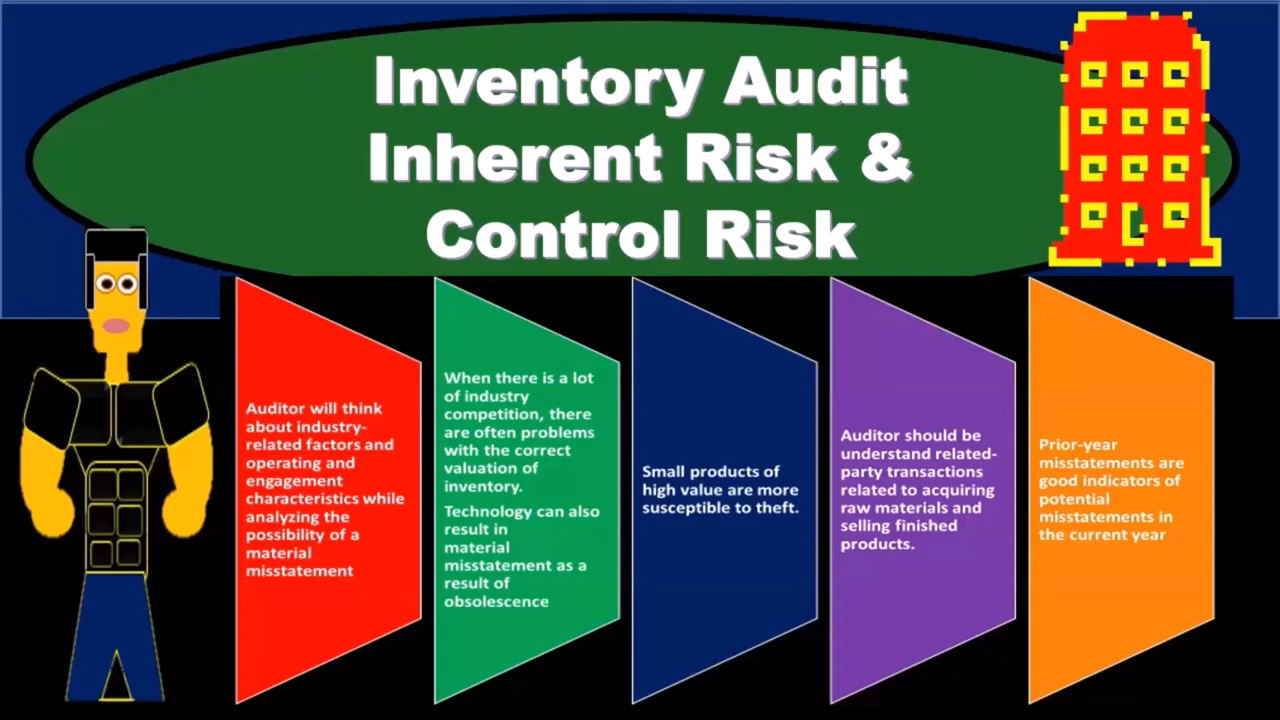 Inventory Audit
Inherent Risk &
Control Risk
Auditor will think
about industry-
related factors and
operating and
engagement
characteristics while
analyzing the
possibility of a
material
misstatement
When there is a lot
of industry
competition, there
are often problems
with the correct
valuation of
inventory.
Technology can also
result in
material
misstatement as a
result of
obsolescence
Small products of
high value are more
susceptible to theft.
Auditor should be
understand related-
party transactions
related to acquiring
raw materials and
selling finished
products.
Prior-year
misstatements are
good indicators of
potential
misstatements in
the current year